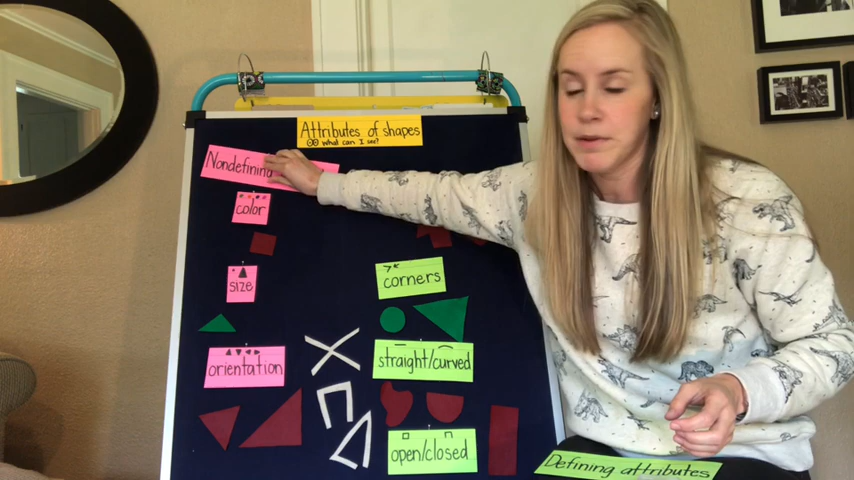 Attributes of shapes
What can I see?
Nondefining
color
size
corners
orientation
straight/curved
open/closed
Defining attributes